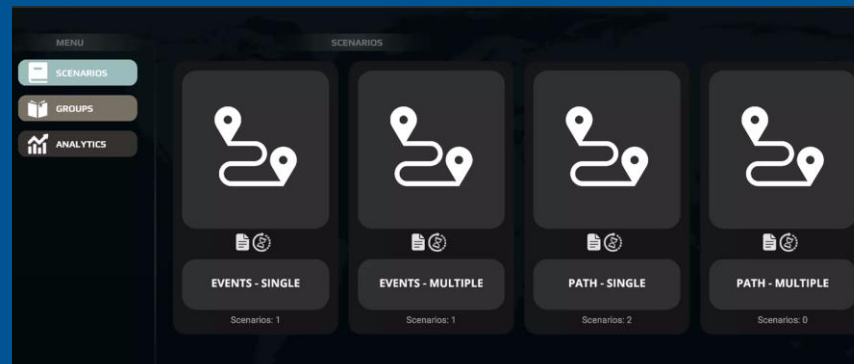 MENU
SCENARIOS
SCENARIOS
GROUPS
ANALYTICS
EVENTS - SINGLE
Scenarios: 1
EVENTS - MULTIPLE
Scenarios: 1
PATH - SINGLE
Scenarios: 2
PATH - MULTIPLE
Scenarios: 0